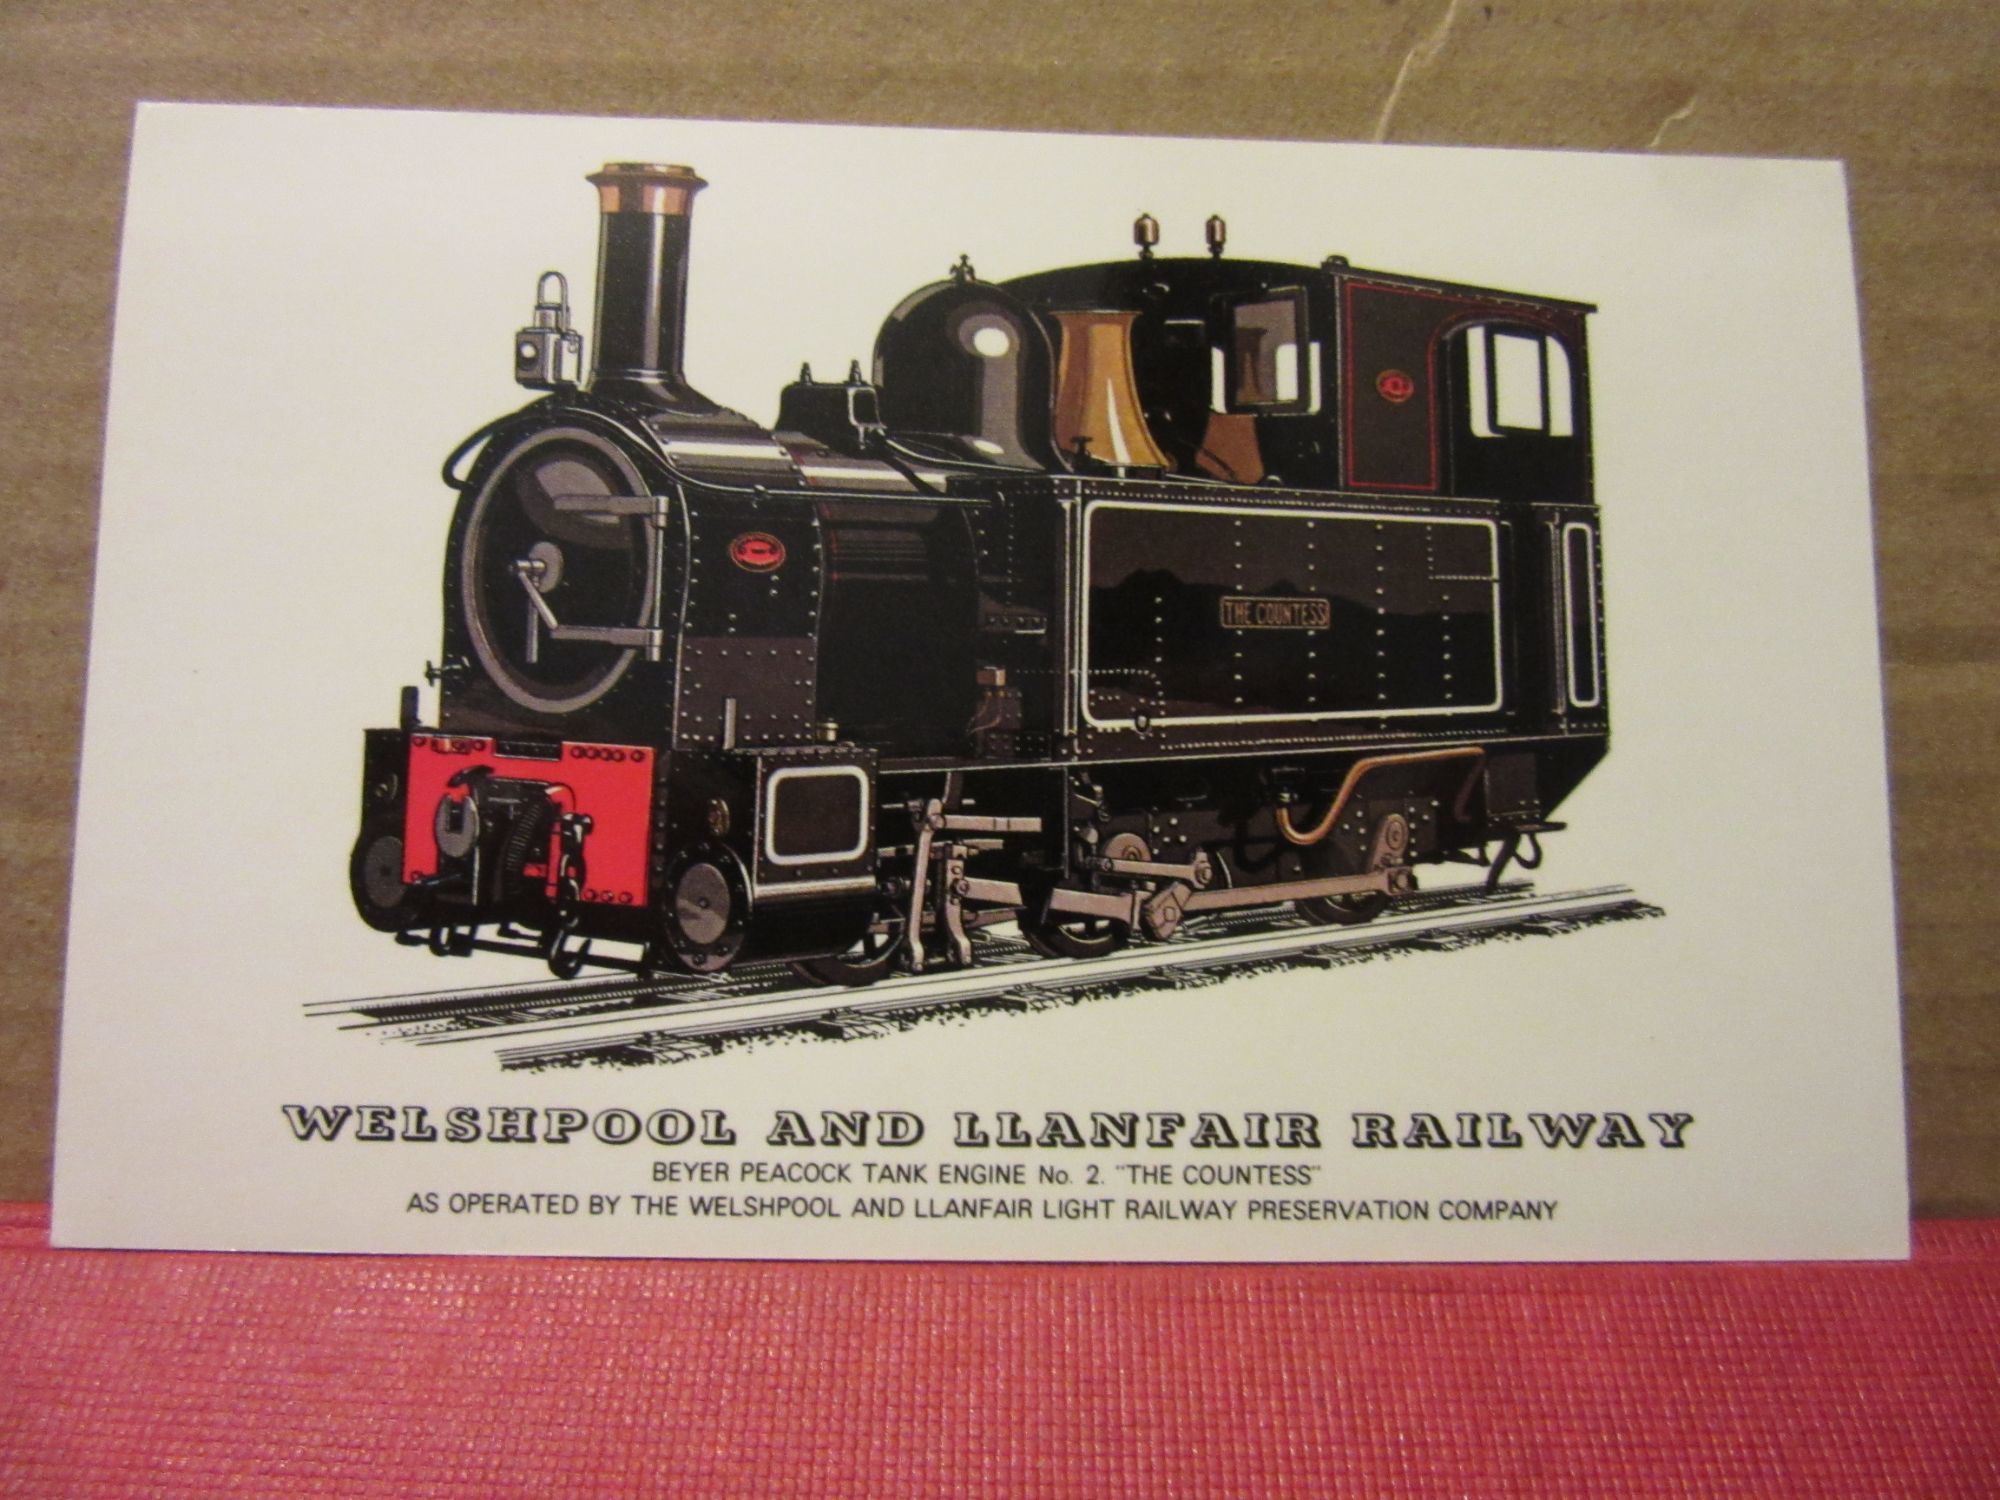 THE COUNTESS
WELSHPOOL AND LLANFAIR RAILWAY
BEYER PEACOCK TANK ENGINE No. 2. "THE COUNTESS"
AS OPERATED BY THE WELSHPOOL AND LLANFAIR LIGHT RAILWAY PRESERVATION COMPANY